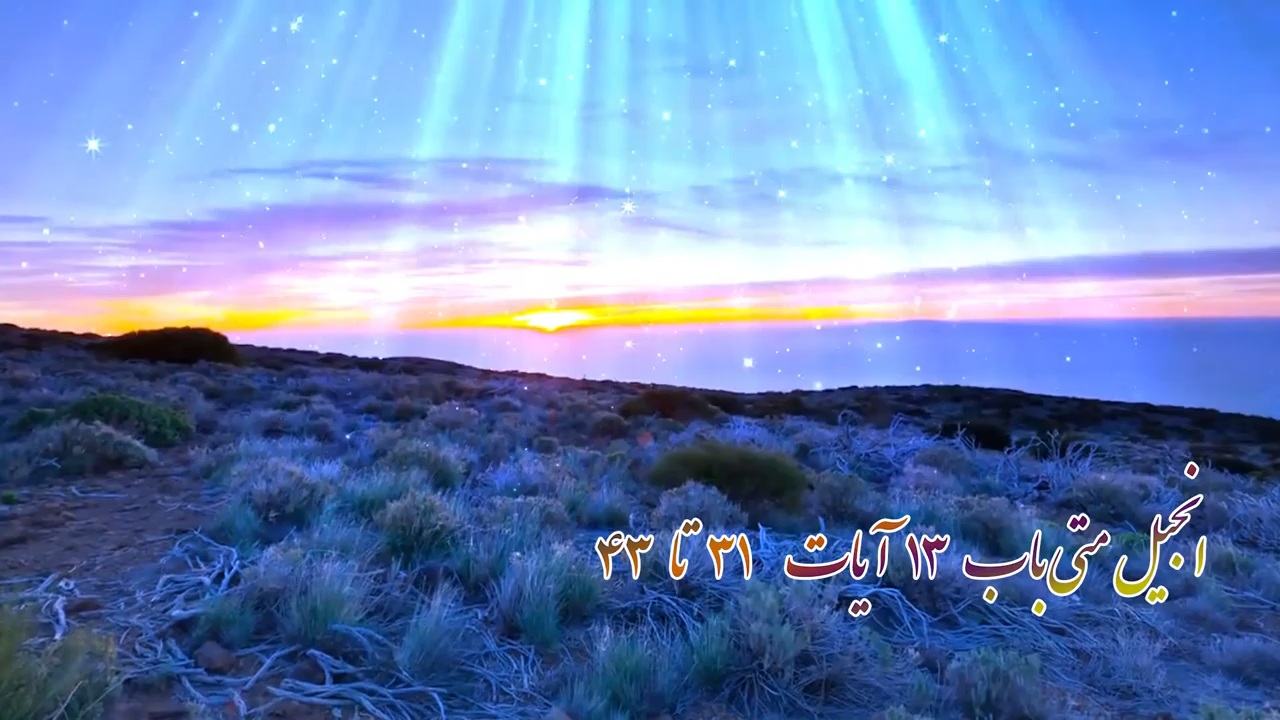 انجیل متی باب ۱۳ آیات ۳۱ تا ۴۳